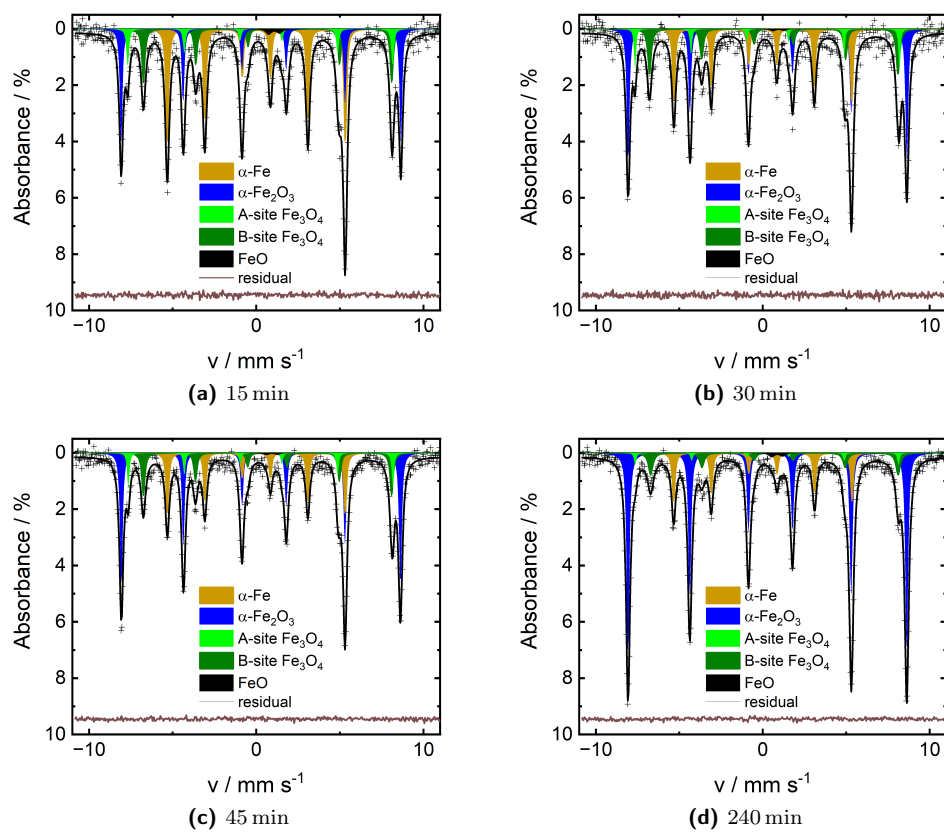 0
2
4
6
8
10
Absorbance / %
α-Fe
α-Fe₂O₃
A-site Fe₃O₄
B-site Fe₃O₄
FeO
residual
−10 0 10
v / mm s⁻¹
(a) 15 min
0
2
4
6
8
10
Absorbance / %
α-Fe
α-Fe₂O₃
A-site Fe₃O₄
B-site Fe₃O₄
FeO
residual
−10 0 10
v / mm s⁻¹
(b) 30 min
0
2
4
6
8
10
Absorbance / %
α-Fe
α-Fe₂O₃
A-site Fe₃O₄
B-site Fe₃O₄
FeO
residual
−10 0 10
v / mm s⁻¹
(c) 45 min
0
2
4
6
8
10
Absorbance / %
α-Fe
α-Fe₂O₃
A-site Fe₃O₄
B-site Fe₃O₄
FeO
residual
−10 0 10
v / mm s⁻¹
(d) 240 min